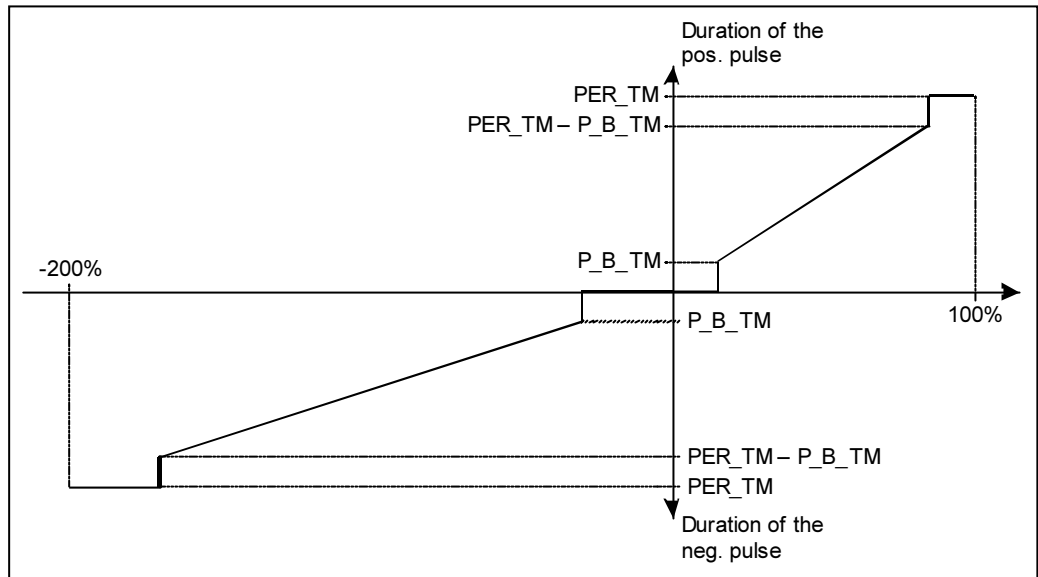 Duration of the
pos. pulse
PER_TM
PER_TM – P_B_TM
P_B_TM
-200%
100%
P_B_TM
PER_TM – P_B_TM
PER_TM
Duration of the
neg. pulse